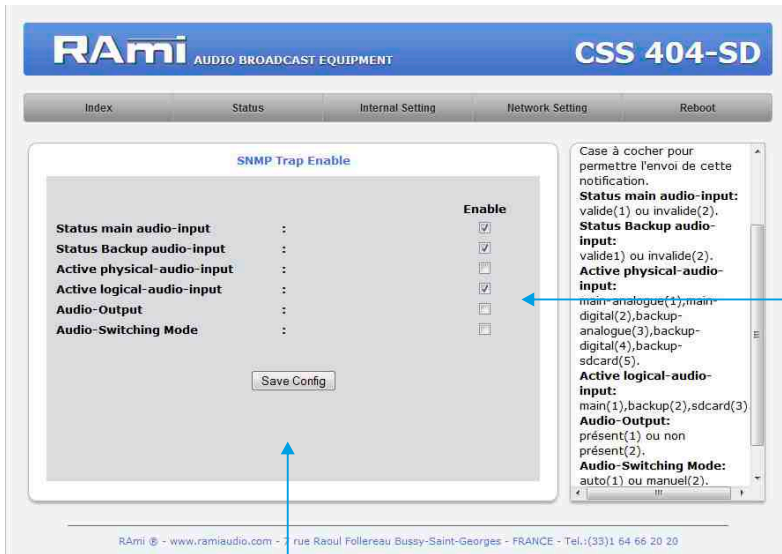 RAmi AUDIO BROADCAST EQUIPMENT
CSS 404-SD
Index
Status
Internal Setting
Network Setting
Reboot
SNMP Trap Enable
Enable
Status main audio-input :
Status Backup audio-input :
Active physical-audio-input :
Active logical-audio-input :
Audio-Output :
Audio-Switching Mode :
Save Config
Case à cocher pour
permettre l'envoi de cette
notification.
Status main audio-input:
valide(1) ou invalide(2).
Status Backup audio-
input:
valide1) ou invalide(2).
Active physical-audio-
input:
main-analogue(1),main-
digital(2),backup-
analogue(3),backup-
digital(4),backup-
sdcard(5).
Active logical-audio-
input:
main(1),backup(2),sdcard(3)
Audio-Output:
présent(1) ou non
présent(2).
Audio-Switching Mode:
auto(1) ou manuel(2).
RAmi ® - www.ramiaudio.com - 7 rue Raoul Follereau Bussy-Saint-Georges - FRANCE - Tel.:(33)1 64 66 20 20